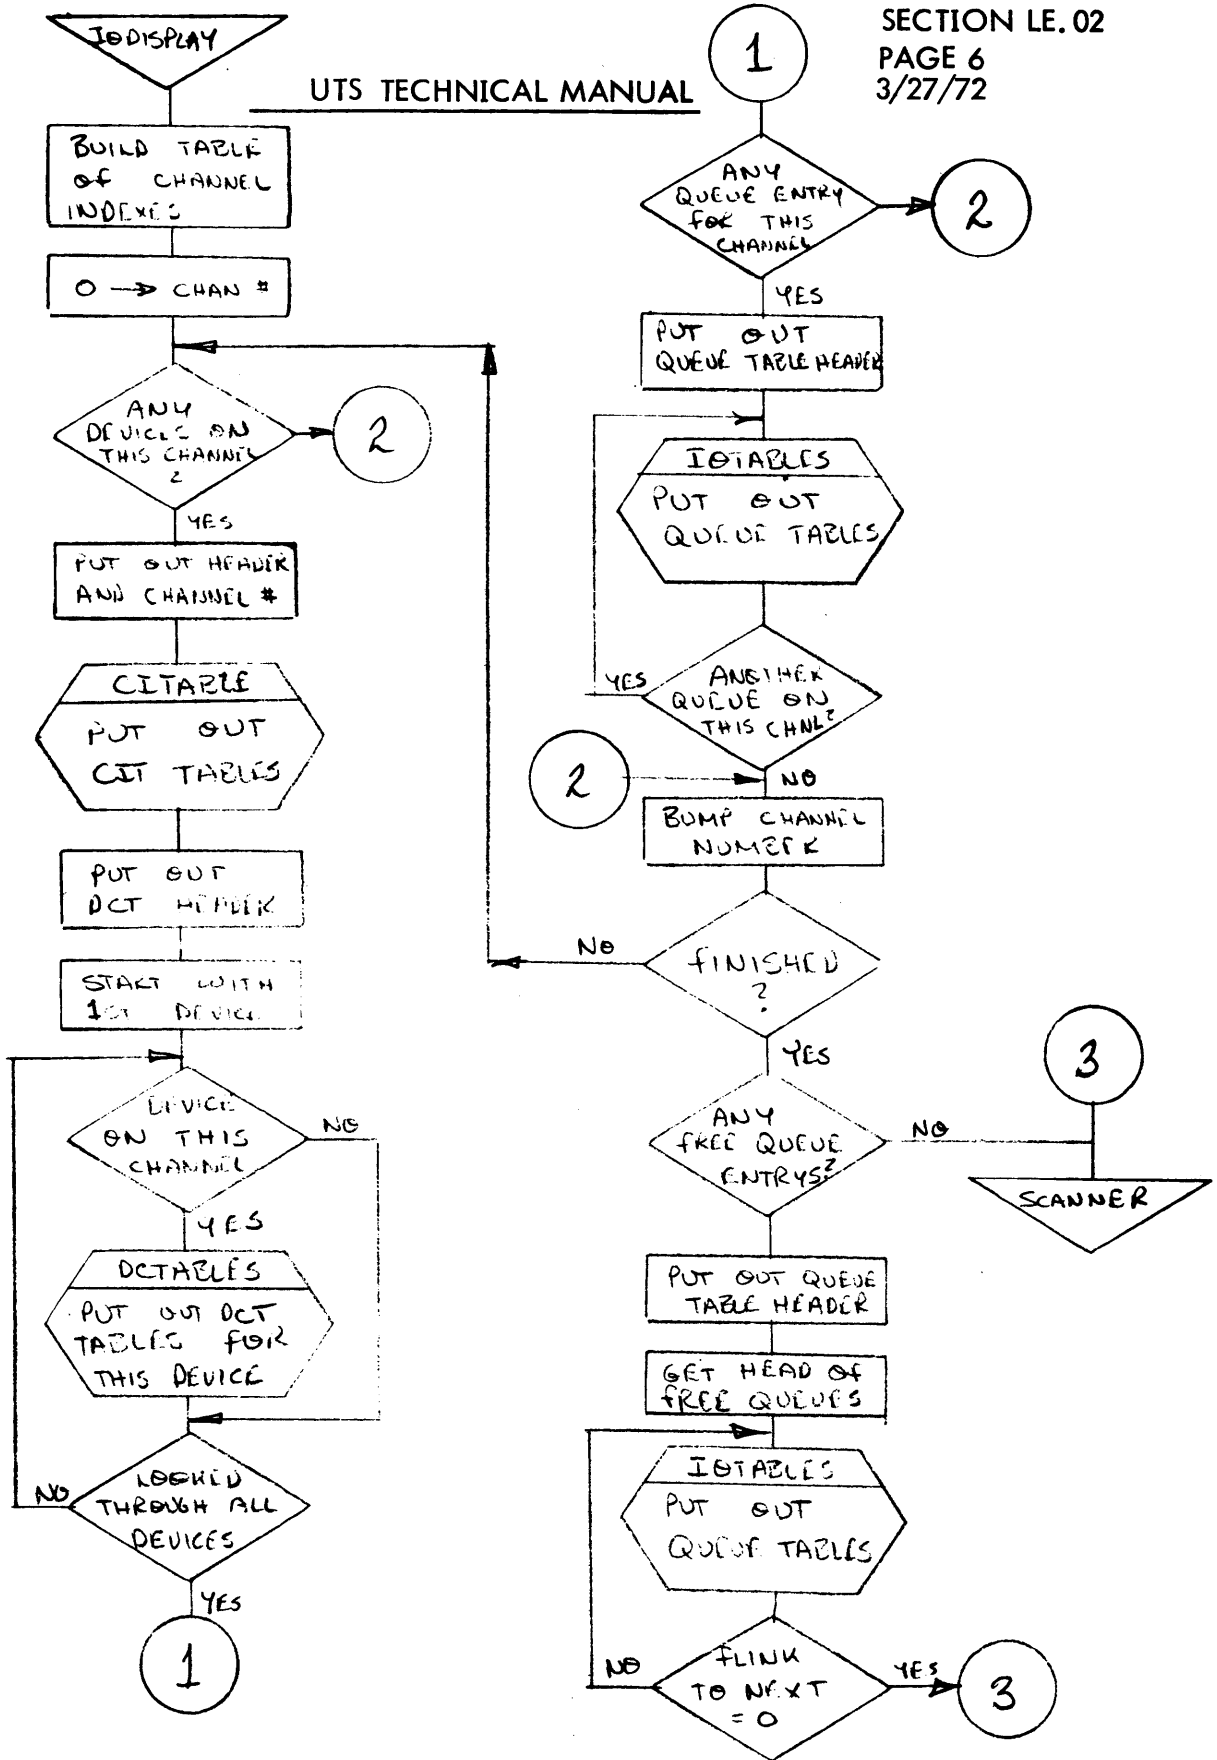 SECTION LE. 02
PAGE 6
3/27/72
UTS TECHNICAL MANUAL
IODISPLAY
BUILD TABLE
OF CHANNEL
INDEXES
0 → CHAN #
ANY
DEVICES ON
THIS CHANNEL
?
2
YES
PUT OUT HEADER
AND CHANNEL #
CITABLE
PUT OUT
CIT TABLES
PUT OUT
DCT HEADER
START WITH
1ST DEVICE
DEVICE
ON THIS
CHANNEL
NO
YES
DCTABLES
PUT OUT DCT
TABLES FOR
THIS DEVICE
LOOKED
THROUGH ALL
DEVICES
NO
YES
1
1
ANY
QUEUE ENTRY
FOR THIS
CHANNEL
2
YES
PUT OUT
QUEUE TABLE HEADER
IOTABLES
PUT OUT
QUEUE TABLES
ANOTHER
QUEUE ON
THIS CHNL?
YES
NO
2
BUMP CHANNEL
NUMBER
FINISHED
?
NO
YES
ANY
FREE QUEUE
ENTRYS?
NO
3
SCANNER
PUT OUT QUEUE
TABLE HEADER
GET HEAD OF
FREE QUEUES
IOTABLES
PUT OUT
QUEUE TABLES
FLINK
TO NEXT
= 0
NO
YES
3